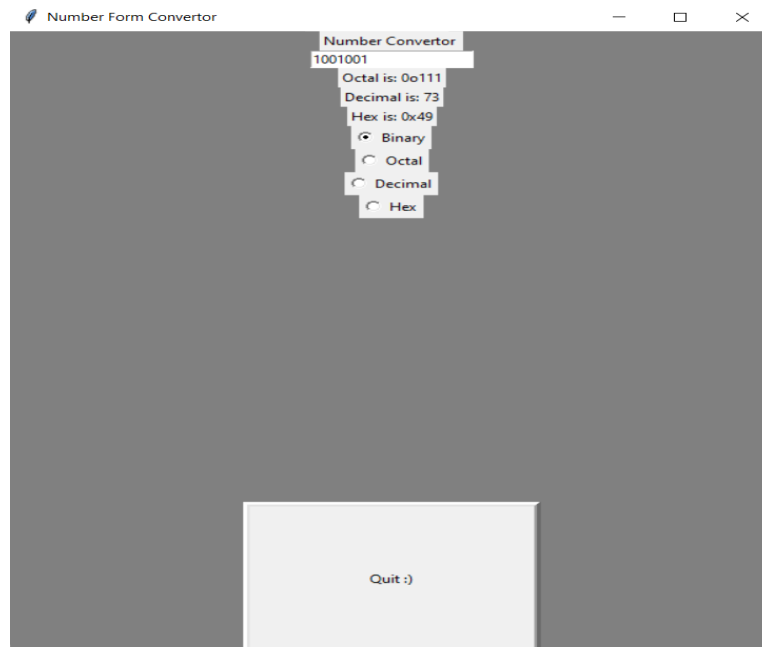 Number Form Convertor
Number Convertor
1001001
Octal is: 0o111
Decimal is: 73
Hex is: 0x49
Binary
Octal
Decimal
Hex
Quit :)